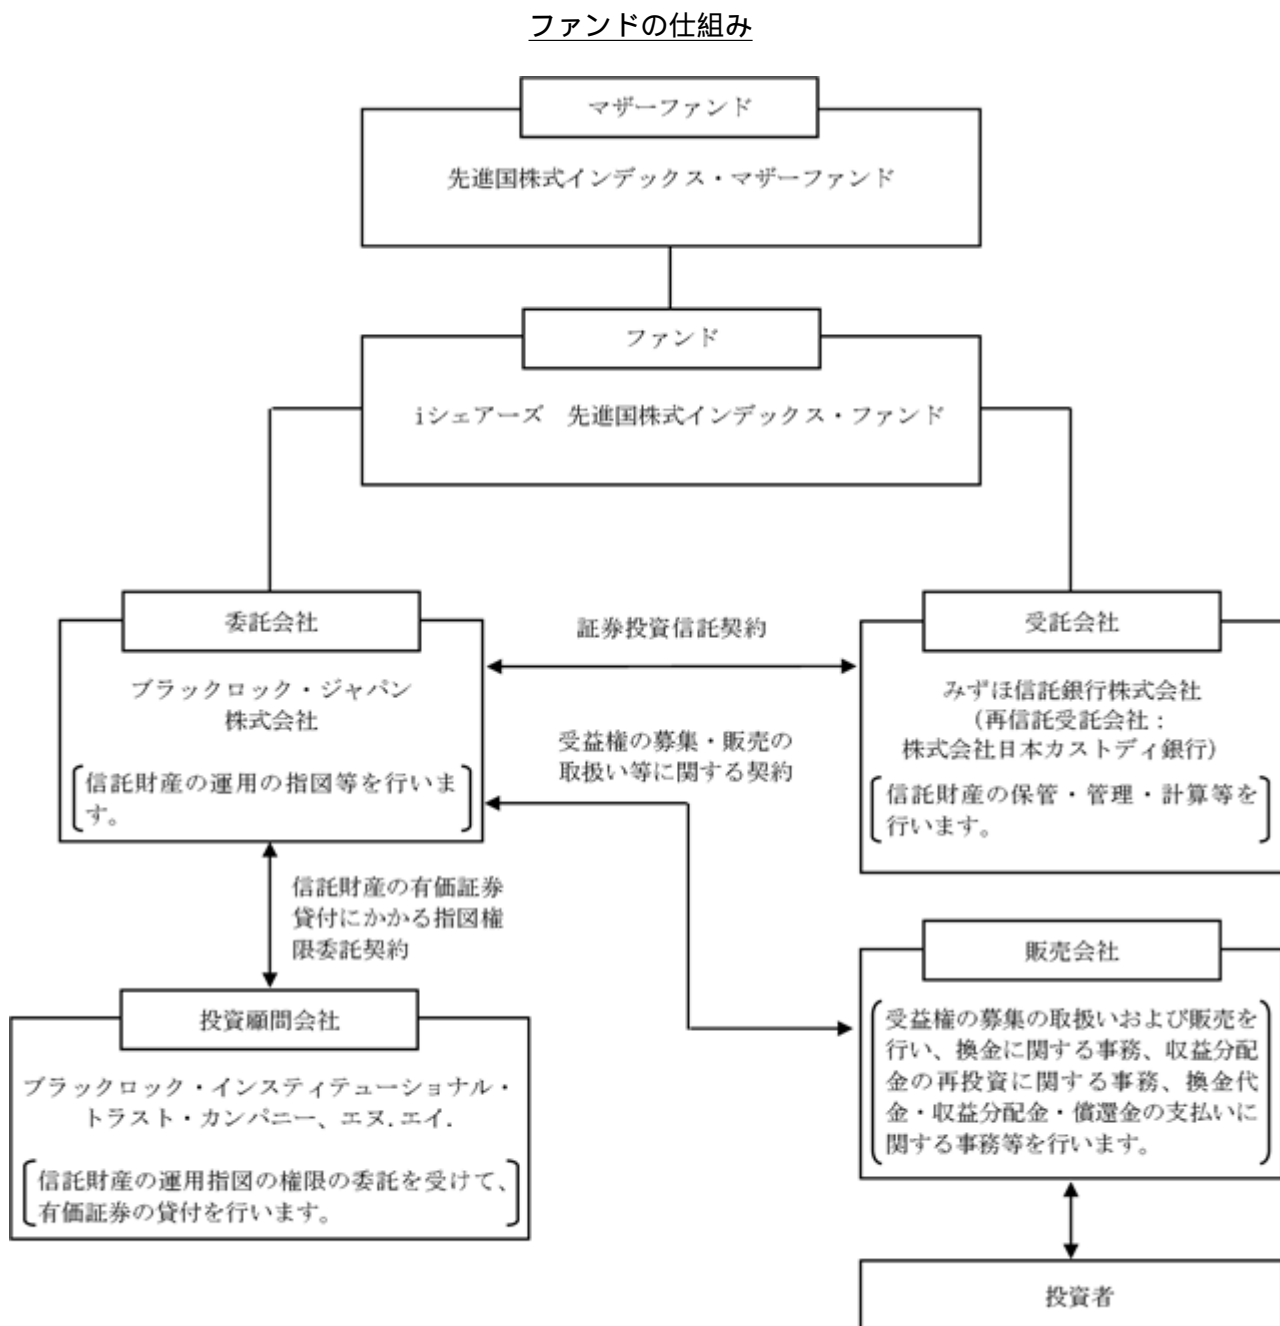 ファンドの仕組み
マザーファンド
先進国株式インデックス・マザーファンド
ファンド
iシェアーズ　先進国株式インデックス・ファンド
委託会社
ブラックロック・ジャパン
株式会社
信託財産の運用の指図等を行いま
す。
証券投資信託契約
受益権の募集・販売の
取扱い等に関する契約
受託会社
みずほ信託銀行株式会社
（再信託受託会社：
株式会社日本カストディ銀行）
信託財産の保管・管理・計算等を
行います。
信託財産の有価証券
貸付にかかる指図権
限委託契約
投資顧問会社
ブラックロック・インスティテューショナル・
トラスト・カンパニー、エヌ.エイ.
信託財産の運用指図の権限の委託を受けて、
有価証券の貸付を行います。
販売会社
受益権の募集の取扱いおよび販売を
行い、換金に関する事務、収益分配
金の再投資に関する事務、換金代
金・収益分配金・償還金の支払いに
関する事務等を行います。
投資者